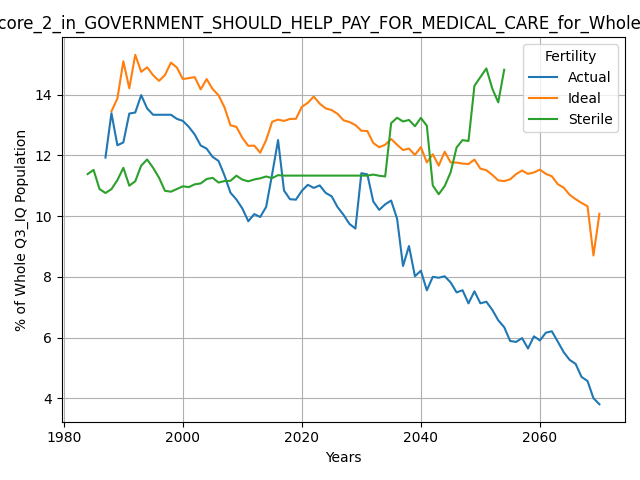 core_2_in_GOVERNMENT_SHOULD_HELP_PAY_FOR_MEDICAL_CARE_for_Whole
Fertility
Actual
Ideal
Sterile
% of Whole Q3_IQ Population
14
12
10
8
6
4
1980
2000
2020
2040
2060
Years